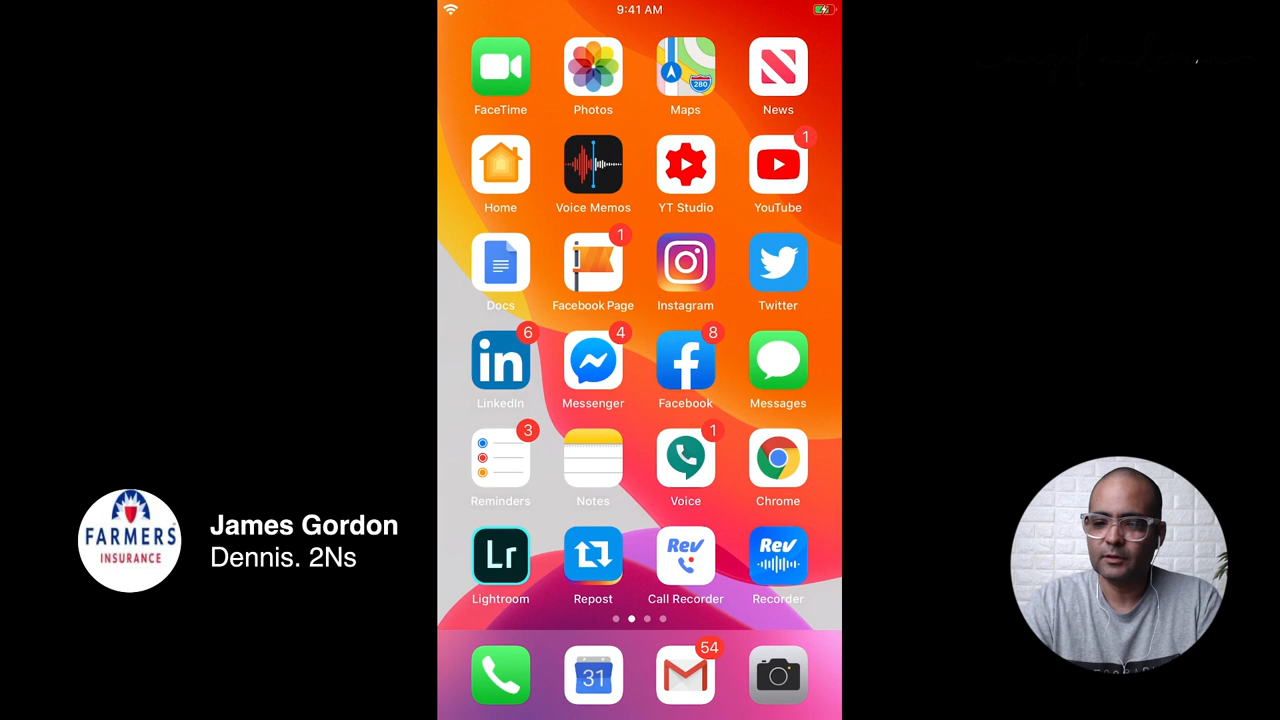 9:41 AM
280
FaceTime Photos Maps News
1
Home Voice Memos YT Studio YouTube
1
Docs Facebook Page Instagram Twitter
6 4 8
in
LinkedIn Messenger Facebook Messages
3 1
Reminders Notes Voice Chrome
Lr Rev Rev
Lightroom Repost Call Recorder Recorder
54
31
FARMERS
INSURANCE
James Gordon
Dennis. 2Ns